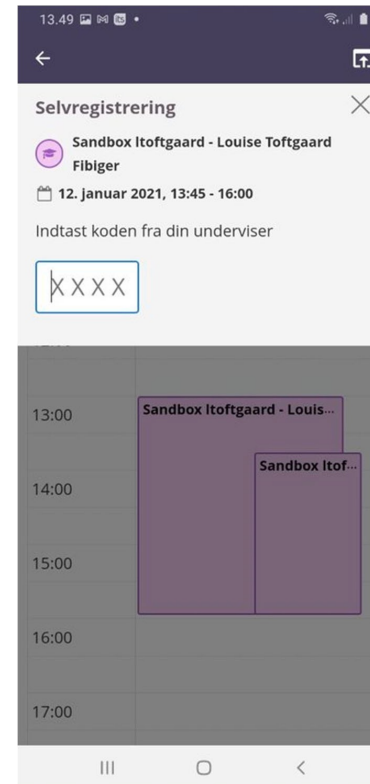 13.49
Selvregistrering
Sandbox ltoftgaard - Louise Toftgaard
Fibiger
12. januar 2021, 13:45 - 16:00
Indtast koden fra din underviser
X X X X
13:00
Sandbox ltoftgaard - Louis...
Sandbox ltof...
14:00
15:00
16:00
17:00